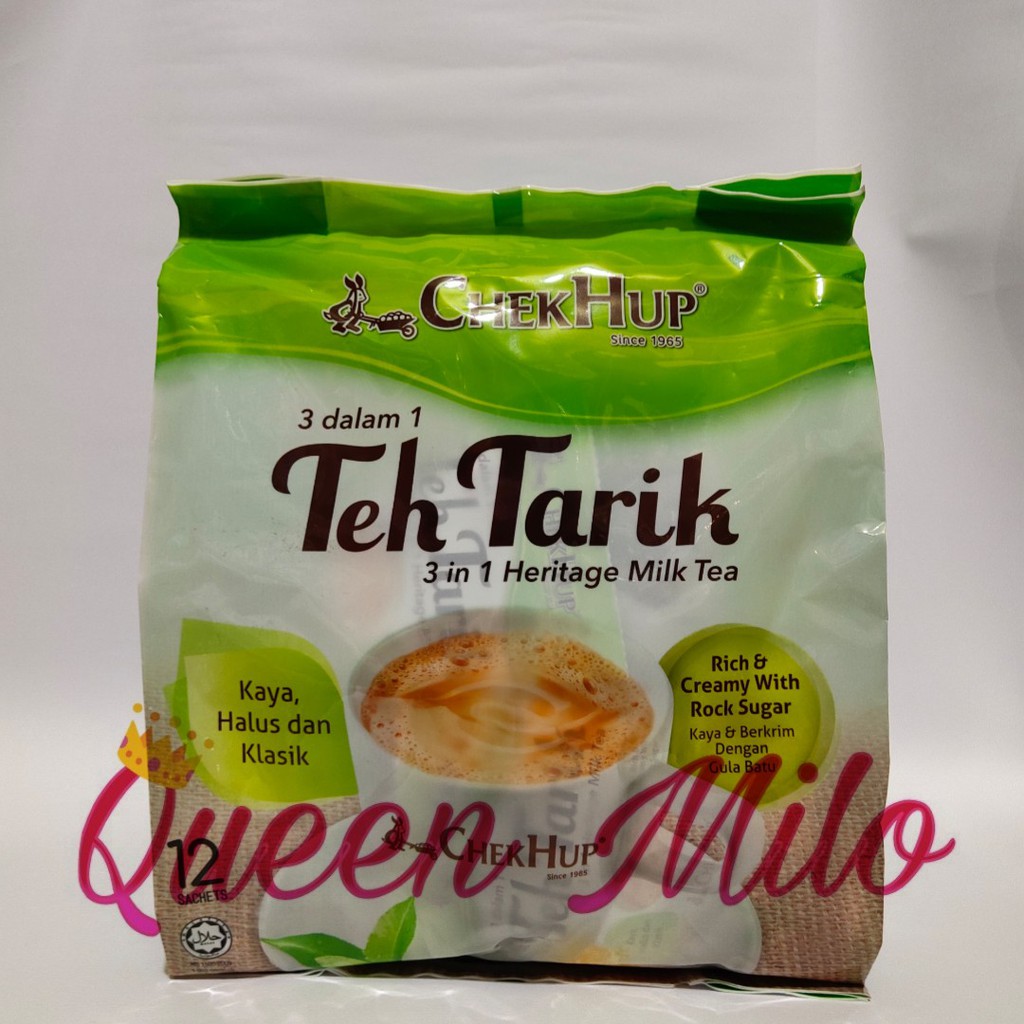 CHEKHUP®
Since 1965
3 dalam 1
Teh Tarik
3 in 1 Heritage Milk Tea
Kaya,
Halus dan
Klasik
Rich &
Creamy With
Rock Sugar
Kaya & Berkrim
Dengan
Gula Batu
Queen Milo
CHEKHUP
Since 1965
12
SACHETS
حلال